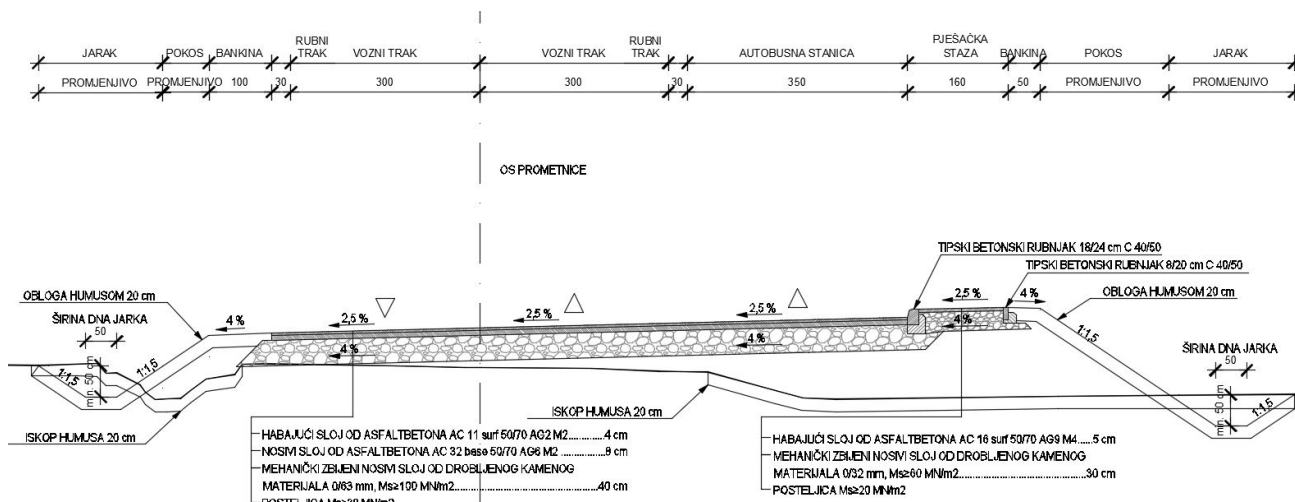 RUBNI
TRAK
RUBNI
TRAK
PJEŠAČKA
STAZA
JARAK POKOS BANKINA VOZNI TRAK VOZNI TRAK AUTOBUSNA STANICA BANKINA POKOS JARAK
PROMJENJIVO PROMJENJIVO 100 30 300 300 30 350 160 50 PROMJENJIVO PROMJENJIVO
OS PROMETNICE
TIPSKI BETONSKI RUBNJAK 18/24 cm C 40/50
TIPSKI BETONSKI RUBNJAK 8/20 cm C 40/50
OBLOGA HUMUSOM 20 cm
OBLOGA HUMUSOM 20 cm
ŠIRINA DNA JARKA
50
4 %
2,5 %
2,5 %
2,5 %
2,5 %
4 %
4 %
4 %
4 %
1:1,5
1:1,5
min. 50 cm
1:1,5
ŠIRINA DNA JARKA
50
min. 50 cm
1:1,5
ISKOP HUMUSA 20 cm
ISKOP HUMUSA 20 cm
HABAJUĆI SLOJ OD ASFALTBETONA AC 11 surf 50/70 AG2 M2............4 cm
NOSIVI SLOJ OD ASFALTBETONA AC 32 base 50/70 AG6 M2 ..............8 cm
MEHANIČKI ZBIJENI NOSIVI SLOJ OD DROBLJENOG KAMENOG
MATERIJALA 0/63 mm, Ms≥100 MN/m2..................................................40 cm
HABAJUĆI SLOJ OD ASFALTBETONA AC 16 surf 50/70 AG9 M4.....5 cm
MEHANIČKI ZBIJENI NOSIVI SLOJ OD DROBLJENOG KAMENOG
MATERIJALA 0/32 mm, Ms≥60 MN/m2.............................................30 cm
POSTELJICA Ms≥20 MN/m2